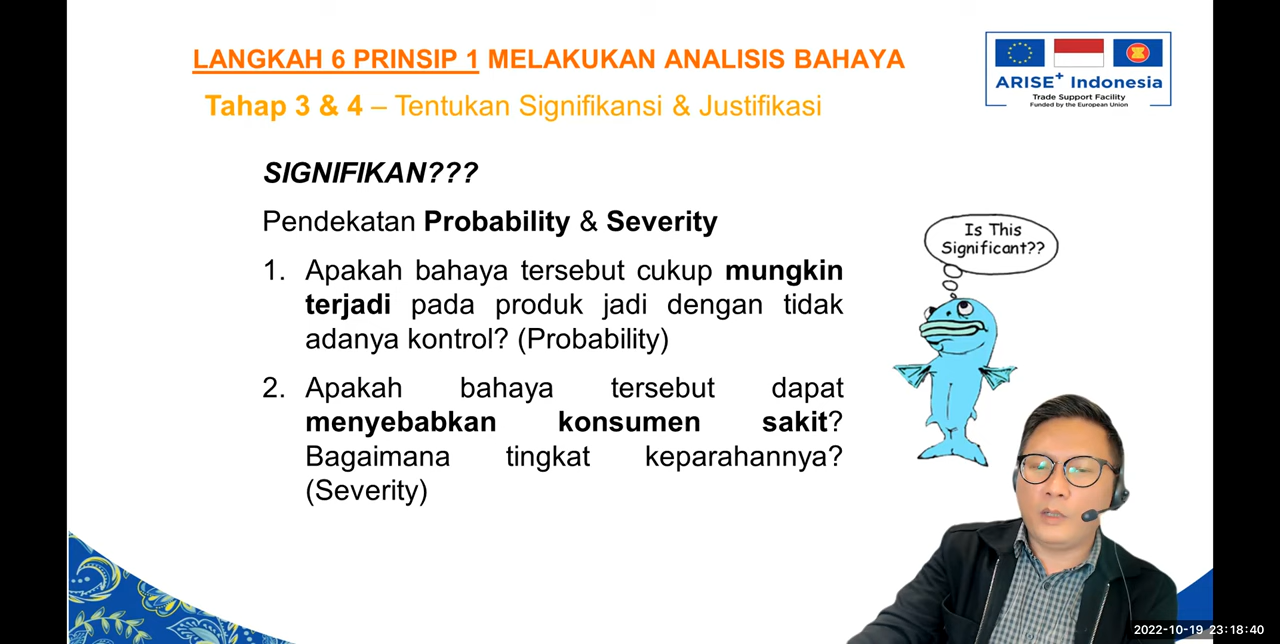 LANGKAH 6 PRINSIP 1 MELAKUKAN ANALISIS BAHAYA
Tahap 3 & 4 – Tentukan Signifikansi & Justifikasi
ARISE+ Indonesia
Trade Support Facility
Funded by the European Union
SIGNIFIKAN???
Pendekatan Probability & Severity
1. Apakah bahaya tersebut cukup mungkin
terjadi pada produk jadi dengan tidak
adanya kontrol? (Probability)
2. Apakah bahaya tersebut dapat
menyebabkan konsumen sakit?
Bagaimana tingkat keparahannya?
(Severity)
Is This
Significant??
2022-10-19 23:18:40